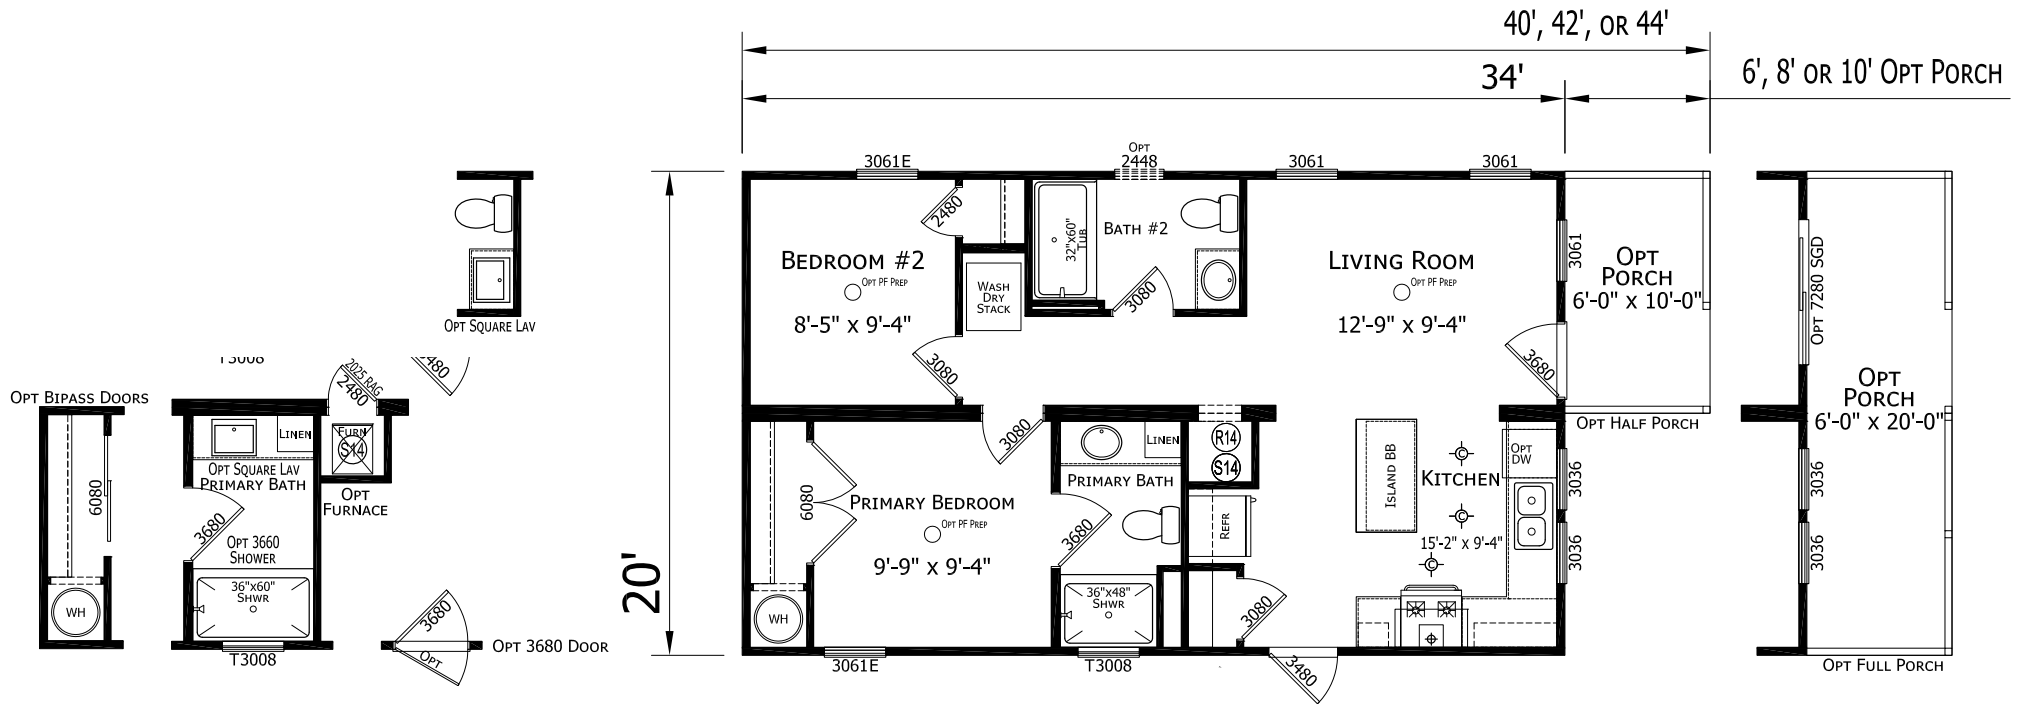 40', 42', OR 44'
34'
6', 8' OR 10' OPT PORCH
20'
3061E
OPT
2448
3061
3061
BEDROOM #2
OPT PF PREP
8'-5" X 9'-4"
2480
3080
WASH
DRY
STACK
32"x60"
TUB
BATH #2
3080
LIVING ROOM
OPT PF PREP
12'-9" X 9'-4"
3061
3680
OPT
PORCH
6'-0" X 10'-0"
OPT HALF PORCH
6080
WH
PRIMARY BEDROOM
OPT PF PREP
9'-9" X 9'-4"
3080
3061E
LINEN
PRIMARY BATH
3680
36"x48"
SHWR
T3008
R14
S14
REFR
3080
3480
ISLAND BB
KITCHEN
C
C
C
15'-2" X 9'-4"
OPT
DW
3036
3036
OPT 7280 SGD
OPT
PORCH
6'-0" X 20'-0"
3036
3036
OPT FULL PORCH
OPT SQUARE LAV
2480
T3008
OPT BIPASS DOORS
6080
WH
LINEN
OPT SQUARE LAV
PRIMARY BATH
3680
OPT 3660
SHOWER
36"x60"
SHWR
T3008
2025 RAG
2480
FURN
S14
OPT
FURNACE
3680
OPT
OPT 3680 DOOR